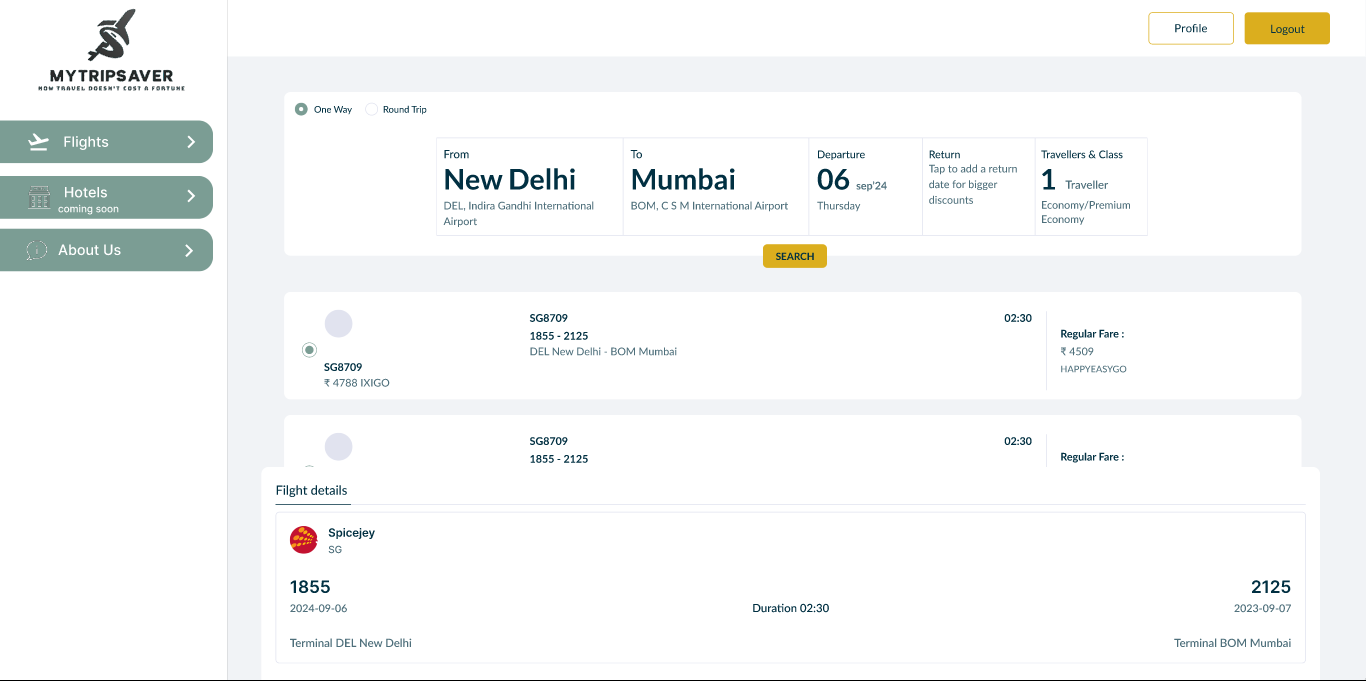 MYTRIPSAVER
HOW TRAVEL DOESN'T COST A FORTUNE
Profile
Logout
Flights
Hotels
coming soon
About Us
One Way
Round Trip
From
New Delhi
DEL, Indira Gandhi International
Airport
To
Mumbai
BOM, C S M International Airport
Departure
06 sep'24
Thursday
Return
Tap to add a return
date for bigger
discounts
Travellers & Class
1 Traveller
Economy/Premium
Economy
SEARCH
SG8709
₹ 4788 IXIGO
SG8709
1855 - 2125
DEL New Delhi - BOM Mumbai
02:30
Regular Fare :
₹ 4509
HAPPYEASYGO
SG8709
1855 - 2125
02:30
Regular Fare :
Filght details
Spicejey
SG
1855
2024-09-06
Duration 02:30
2125
2023-09-07
Terminal DEL New Delhi
Terminal BOM Mumbai